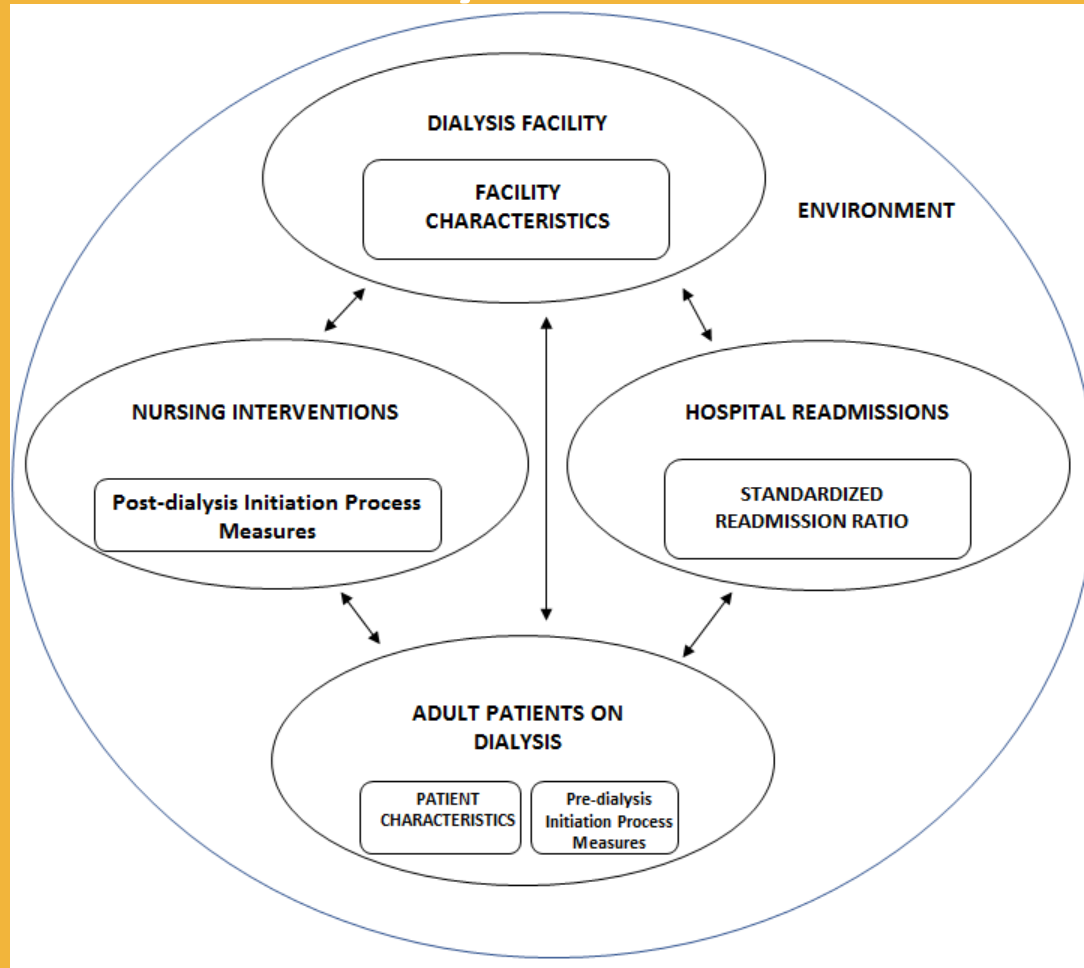 DIALYSIS FACILITY
FACILITY
CHARACTERISTICS
ENVIRONMENT
NURSING INTERVENTIONS
Post-dialysis Initiation Process
Measures
HOSPITAL READMISSIONS
STANDARDIZED
READMISSION RATIO
ADULT PATIENTS ON
DIALYSIS
PATIENT
CHARACTERISTICS
Pre-dialysis
Initiation Process
Measures